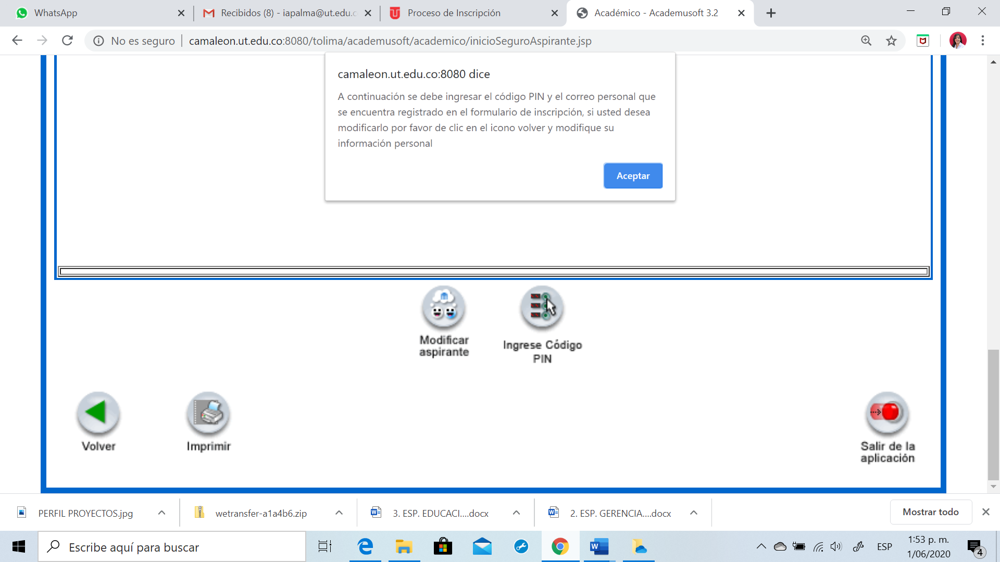 WhatsApp
Recibidos (8) - iapalma@ut.edu.c
Proceso de Inscripción
Académico - Academusoft 3.2
No es seguro
camaleon.ut.edu.co:8080/tolima/academusoft/academico/inicioSeguroAspirante.jsp
camaleon.ut.edu.co:8080 dice
A continuación se debe ingresar el código PIN y el correo personal que
se encuentra registrado en el formulario de inscripción, si usted desea
modificarlo por favor de clic en el icono volver y modifique su
información personal
Aceptar
Modificar
aspirante
Ingrese Código
PIN
Volver
Imprimir
Salir de la
aplicación
PERFIL PROYECTOS.jpg
wetransfer-a1a4b6.zip
3. ESP. EDUCACI....docx
2. ESP. GERENCIA....docx
Mostrar todo
Escribe aquí para buscar
ESP
1:53 p. m.
1/06/2020
4